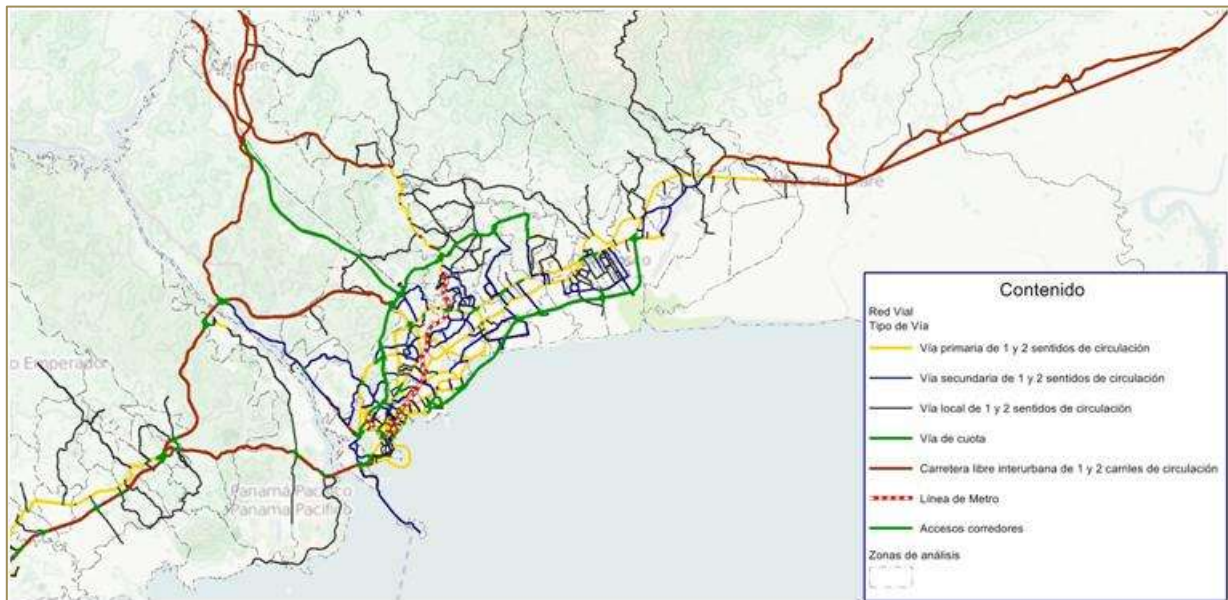 o Emperador
Panamá Pacífico
Panamá Pacífico
Contenido
Red Vial
Tipo de Vía
Vía primaria de 1 y 2 sentidos de circulación
Vía secundaria de 1 y 2 sentidos de circulación
Vía local de 1 y 2 sentidos de circulación
Vía de cuota
Carretera libre interurbana de 1 y 2 carriles de circulación
Línea de Metro
Accesos corredores
Zonas de análisis